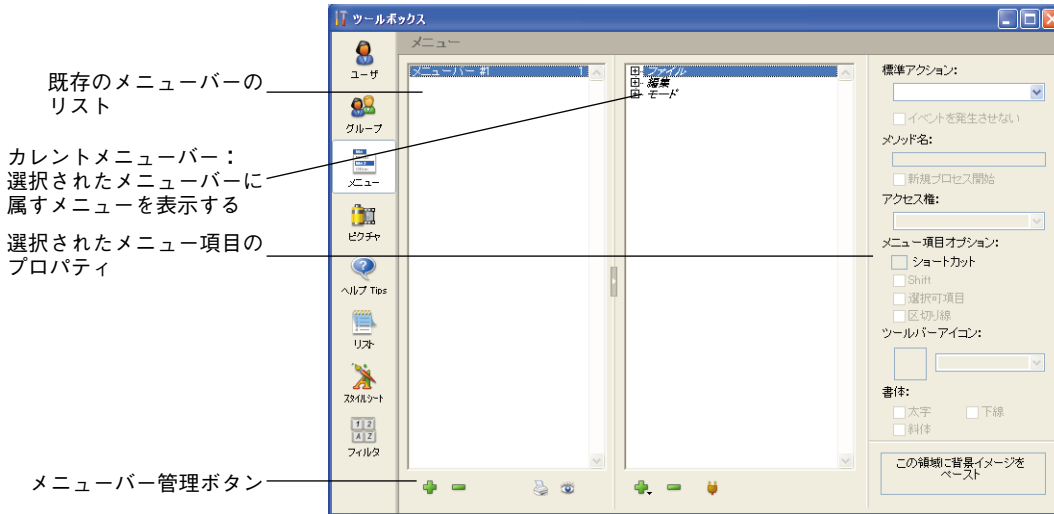 ツールボックス
メニュー
既存のメニューバーの
リスト
カレントメニューバー：
選択されたメニューバーに
属すメニューを表示する
選択されたメニュー項目の
プロパティ
メニューバー管理ボタン
ユーザ
グループ
メニュー
ピクチャ
ヘルプ Tips
リスト
スタイルシート
フィルタ
メニューバー #1 1
ファイル
編集
モード
標準アクション:
イベントを発生させない
メソッド名:
新規プロセス開始
アクセス権:
メニュー項目オプション:
ショートカット
Shift
選択可項目
区切り線
ツールバーアイコン:
書体:
太字 下線
斜体
この領域に背景イメージを
ペースト